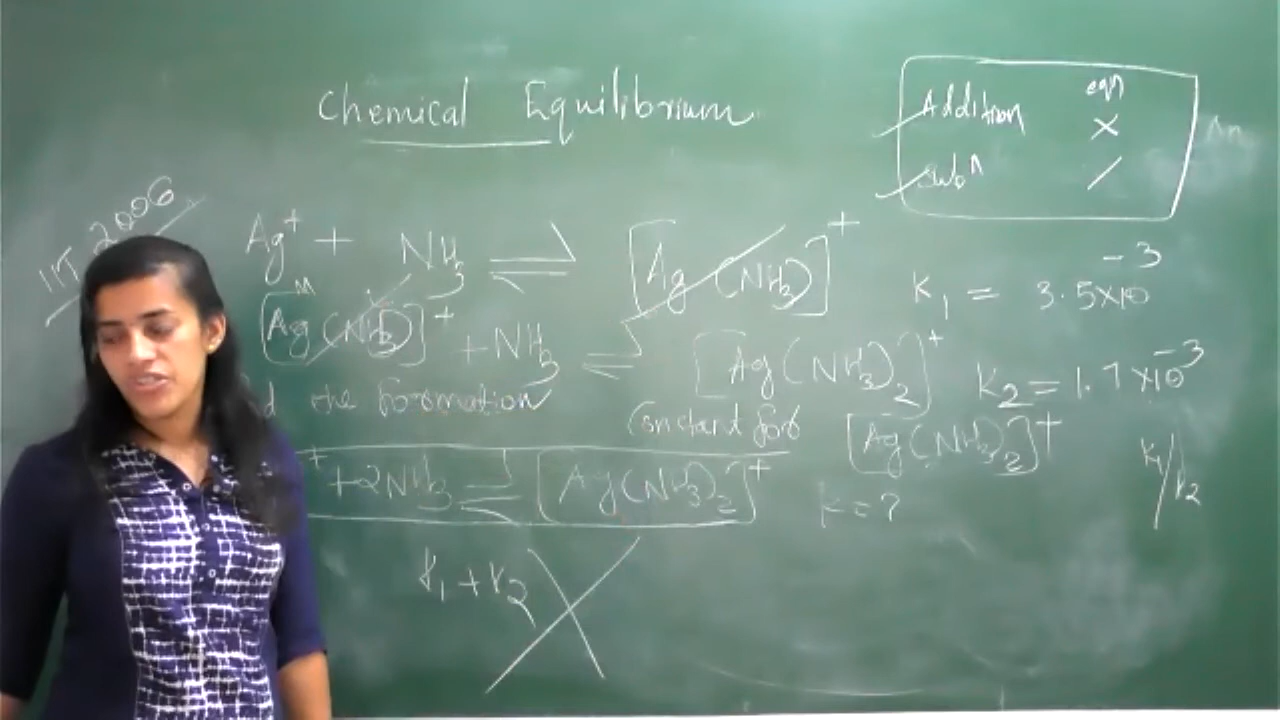 Chemical Equilibrium
Addition eqn ×
subn /
IIT 2006
Ag+ + NH3 ⇌ [Ag(NH3)]+ K1 = 3.5×10-3
[Ag(NH3)]+ + NH3 ⇌ [Ag(NH3)2]+ K2 = 1.7×10-3
the formation constant for [Ag(NH3)2]+
+ + 2NH3 ⇌ [Ag(NH3)2]+ K = ?
K1/K2
K1 + K2